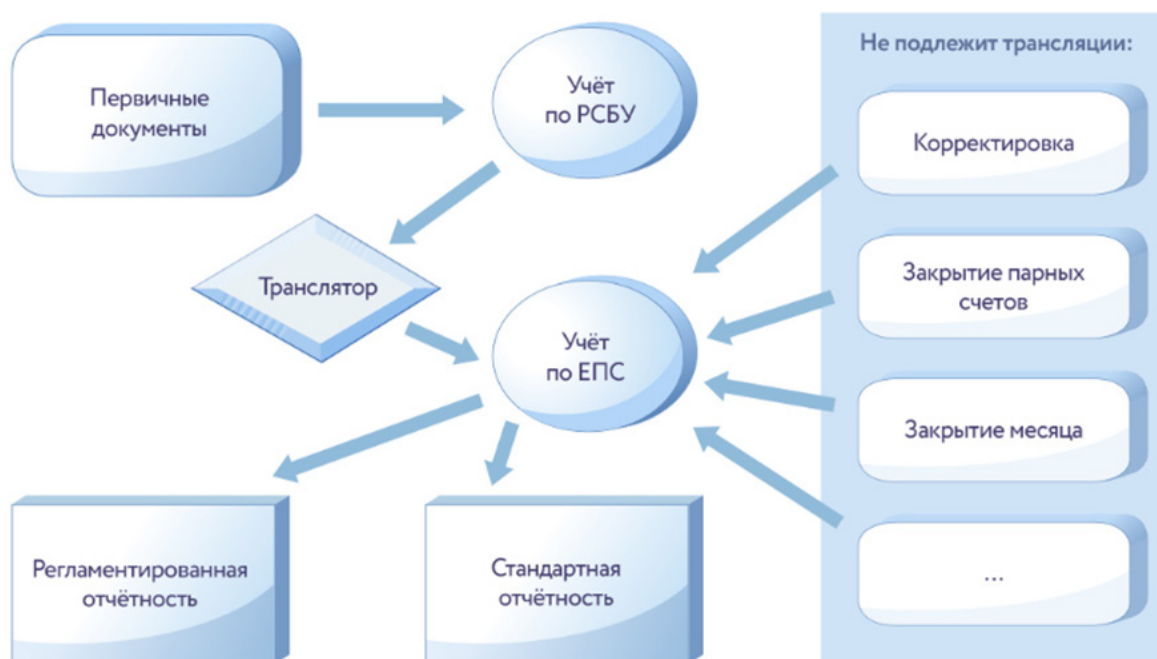 Первичные
документы
Учёт
по РСБУ
Не подлежит трансляции:
Корректировка
Транслятор
Закрытие парных
счетов
Учёт
по ЕПС
Закрытие месяца
Регламентированная
отчётность
Стандартная
отчётность
...